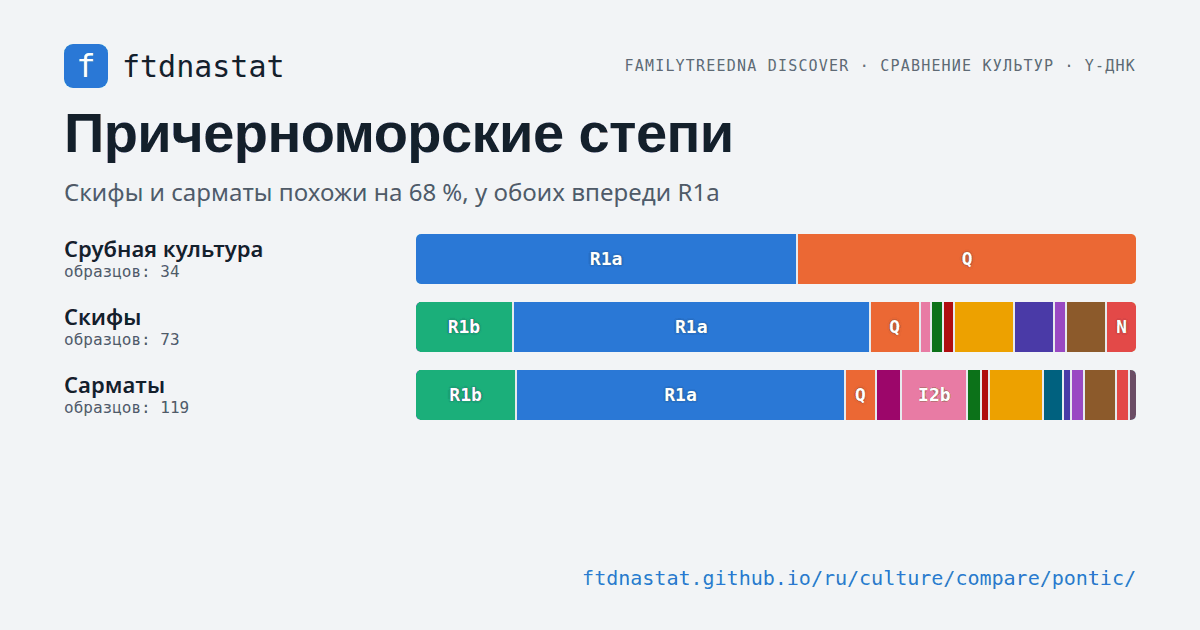 f ftdnastat
FAMILYTREEDNA DISCOVER · СРАВНЕНИЕ КУЛЬТУР · Y-ДНК
Причерноморские степи
Скифы и сарматы похожи на 68 %, у обоих впереди R1a
Срубная культура
образцов: 34
R1a Q
Скифы
образцов: 73
R1b R1a Q N
Сарматы
образцов: 119
R1b R1a Q I2b
ftdnastat.github.io/ru/culture/compare/pontic/